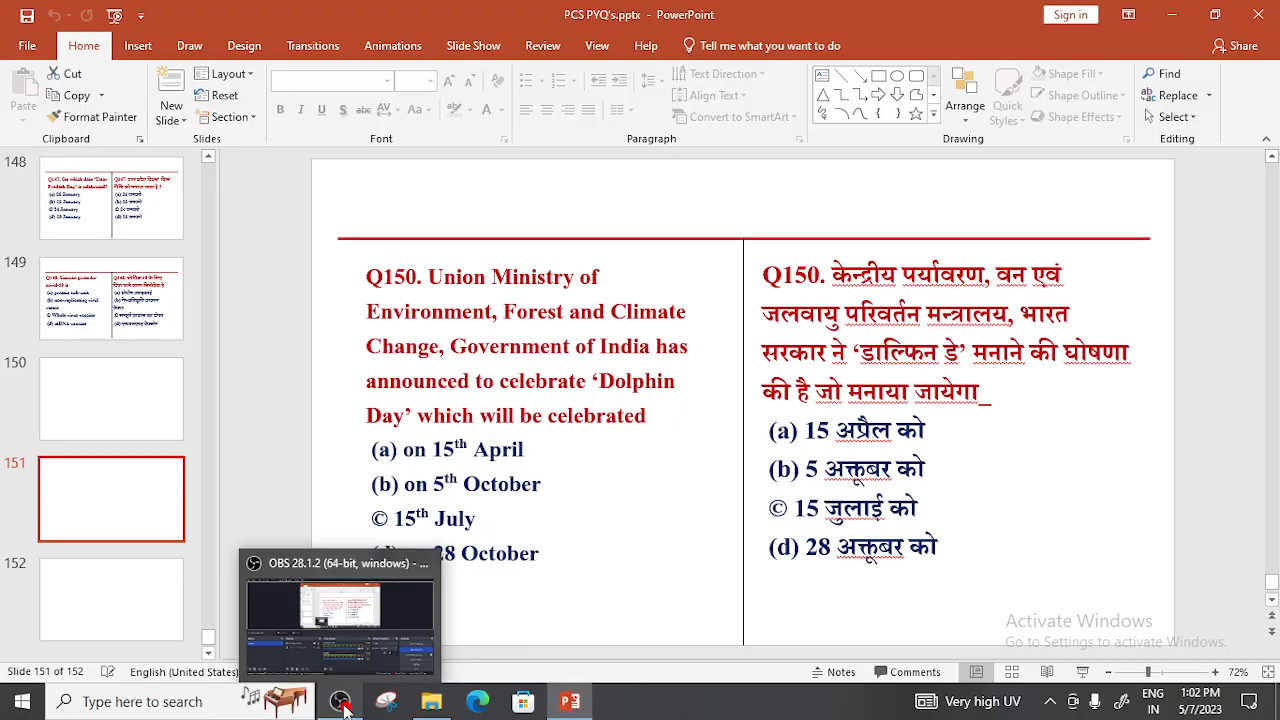 PCS PYQ's - PowerPoint
Sign in
File Home Insert Draw Design Transitions Animations Slide Show Review View Tell me what you want to do Share
Paste
Cut
Copy
Format Painter
Clipboard
New Slide
Layout
Reset
Section
Slides
B I U S abc AV Aa A
Font
Text Direction
Align Text
Convert to SmartArt
Paragraph
Arrange
Quick Styles
Shape Fill
Shape Outline
Shape Effects
Drawing
Find
Replace
Select
Editing
148
149
150
151
152
Q150. Union Ministry of
Environment, Forest and Climate
Change, Government of India has
announced to celebrate ‘Dolphin
Day’ which will be celebrated
(a) on 15th April
(b) on 5th October
© 15th July
28 October
Q150. केन्द्रीय पर्यावरण, वन एवं
जलवायु परिवर्तन मन्त्रालय, भारत
सरकार ने ‘डाल्फिन डे’ मनाने की घोषणा
की है जो मनाया जायेगा_
(a) 15 अप्रैल को
(b) 5 अक्तूबर को
© 15 जुलाई को
(d) 28 अक्तूबर को
OBS 28.1.2 (64-bit, windows) - ...
Activate Windows
Go to Settings to activate Windows.
Slide 151 of 152
(United States)
Notes
Comments
72%
Type here to search
Very high UV
ENG
IN
1:02 PM
5/7/2023